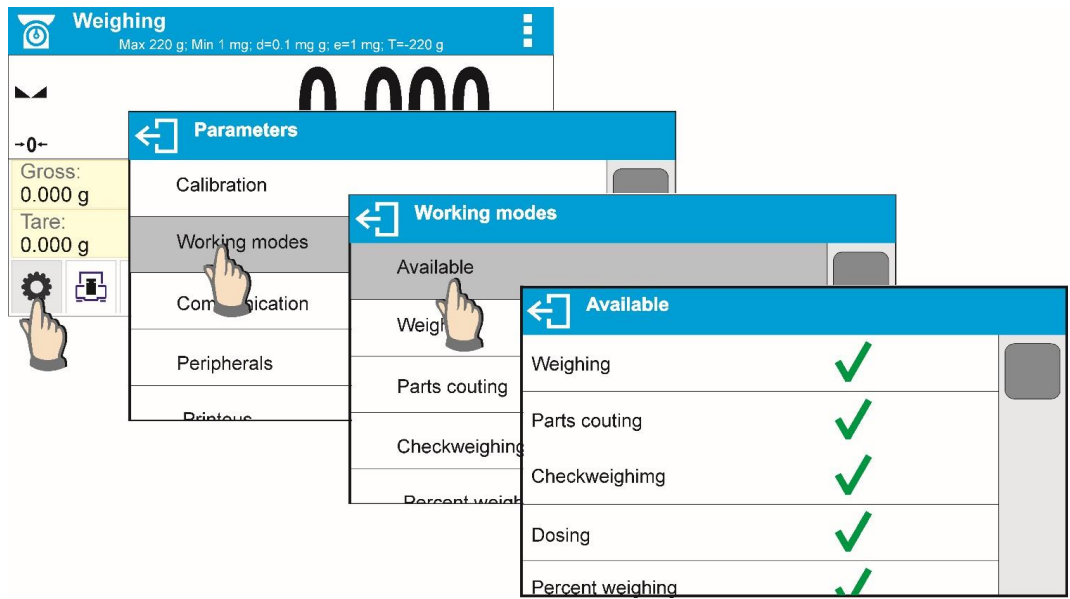 Weighing
Max 220 g; Min 1 mg; d=0.1 mg g; e=1 mg; T=-220 g
0.000
→0←
Gross:
0.000 g
Tare:
0.000 g
Parameters
Calibration
Working modes
Peripherals
Working modes
Available
Parts couting
Checkweighing
Available
Weighing
Parts couting
Checkweighimg
Dosing
Percent weighing